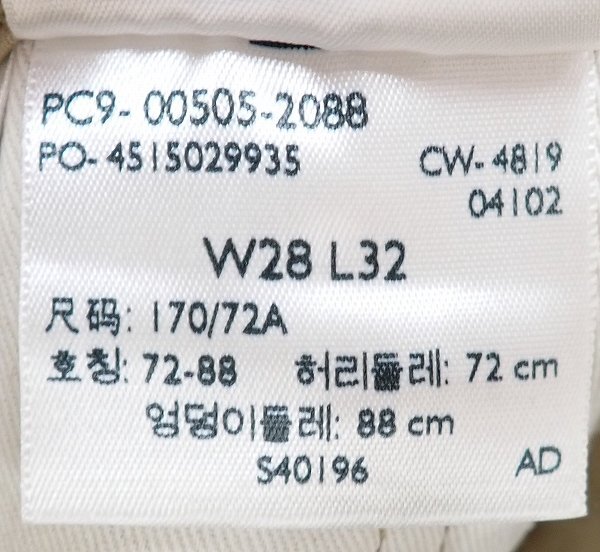 PC9-00505-2088
PO-4515029935 CW-4819
04102
W28 L32
尺码: 170/72A
호칭: 72-88 허리둘레: 72 cm
엉덩이둘레: 88 cm
S40196 AD